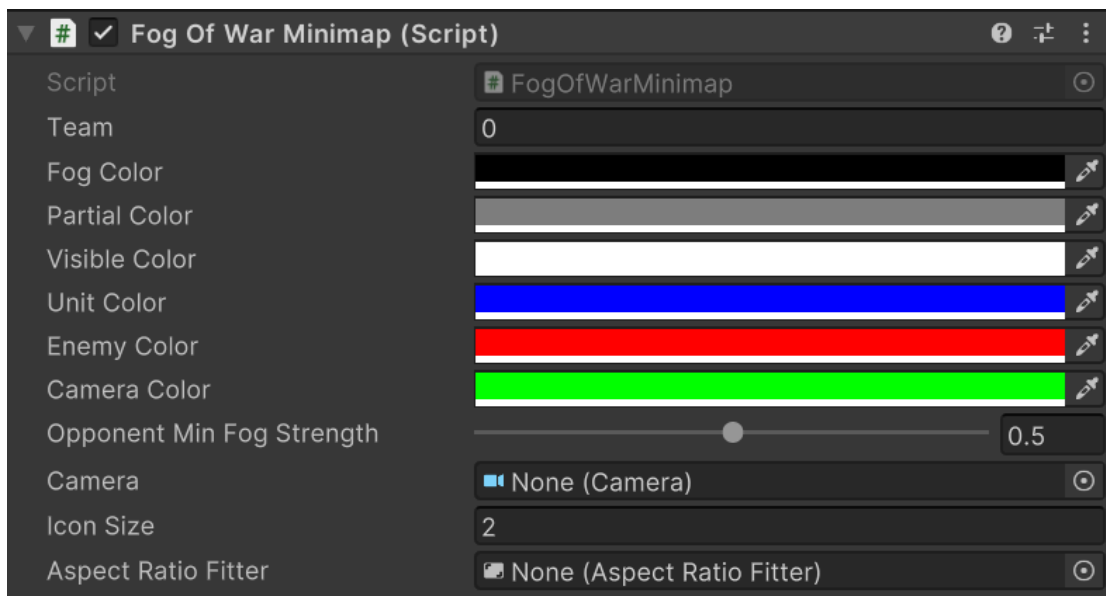 Fog Of War Minimap (Script)
Script FogOfWarMinimap
Team 0
Fog Color
Partial Color
Visible Color
Unit Color
Enemy Color
Camera Color
Opponent Min Fog Strength 0.5
Camera None (Camera)
Icon Size 2
Aspect Ratio Fitter None (Aspect Ratio Fitter)